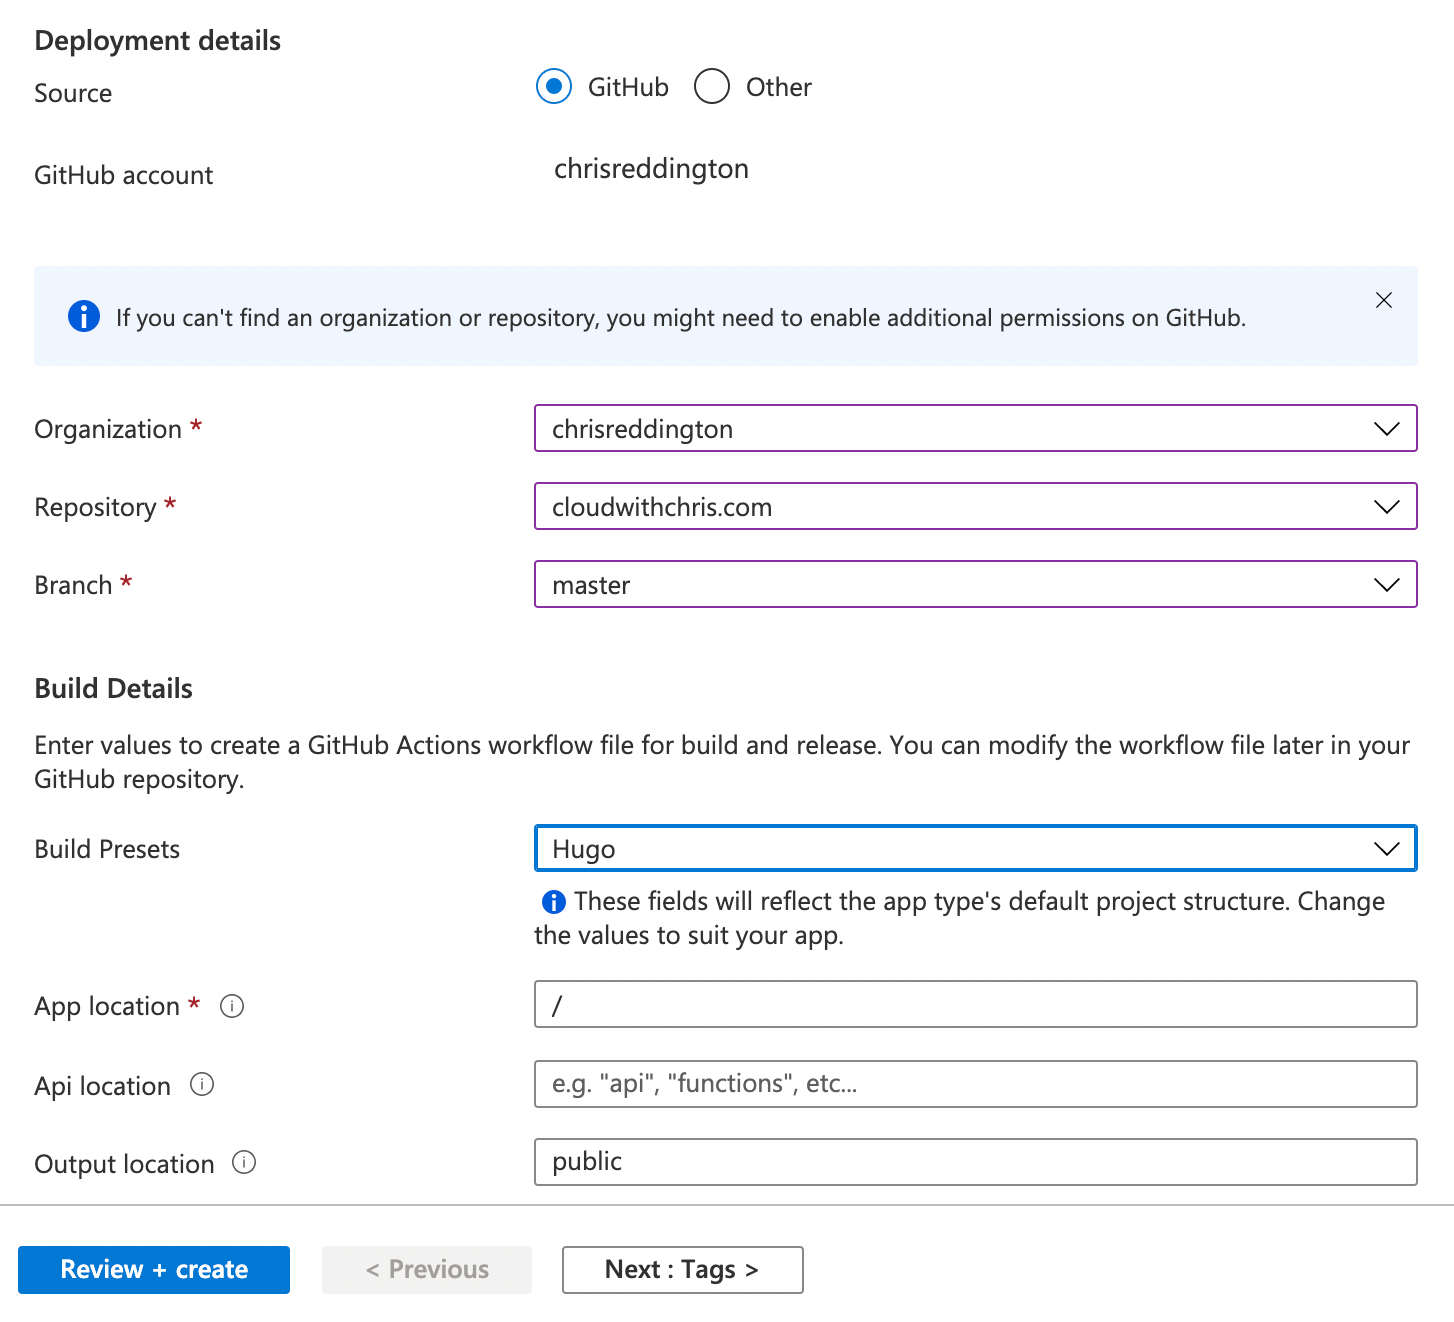 Deployment details
Source GitHub Other
GitHub account chrisreddington
If you can't find an organization or repository, you might need to enable additional permissions on GitHub.
Organization * chrisreddington
Repository * cloudwithchris.com
Branch * master
Build Details
Enter values to create a GitHub Actions workflow file for build and release. You can modify the workflow file later in your
GitHub repository.
Build Presets Hugo
These fields will reflect the app type's default project structure. Change
the values to suit your app.
App location * /
Api location e.g. "api", "functions", etc...
Output location public
Review + create < Previous Next : Tags >